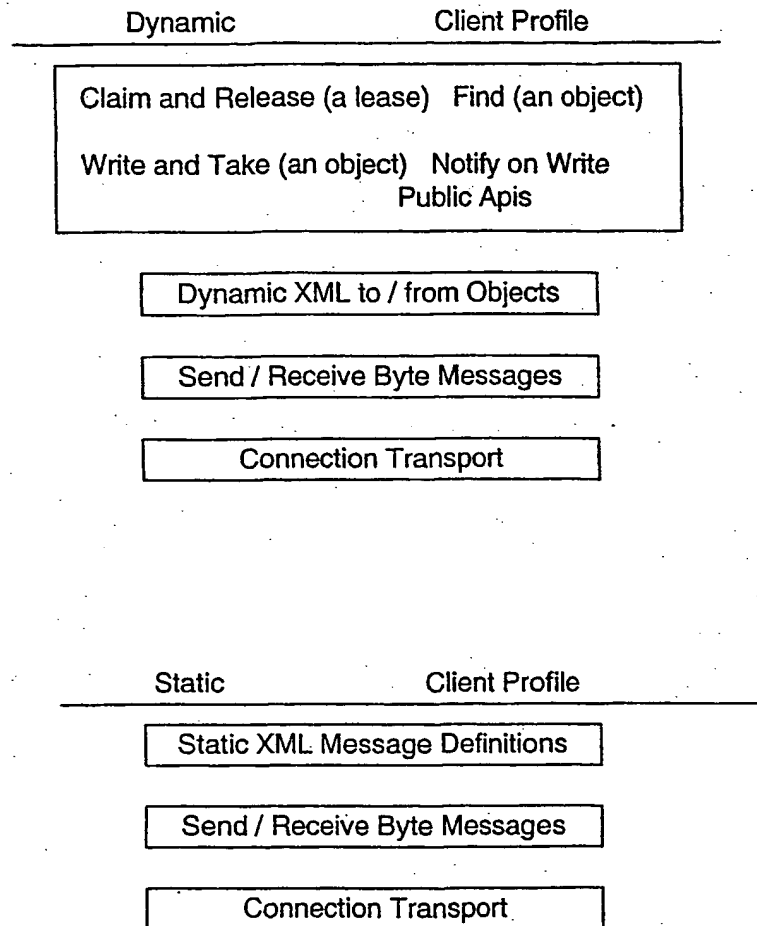 Dynamic Client Profile
Claim and Release (a lease) Find (an object)
Write and Take (an object) Notify on Write
Public Apis
Dynamic XML to / from Objects
Send / Receive Byte Messages
Connection Transport
Static Client Profile
Static XML Message Definitions
Send / Receive Byte Messages
Connection Transport